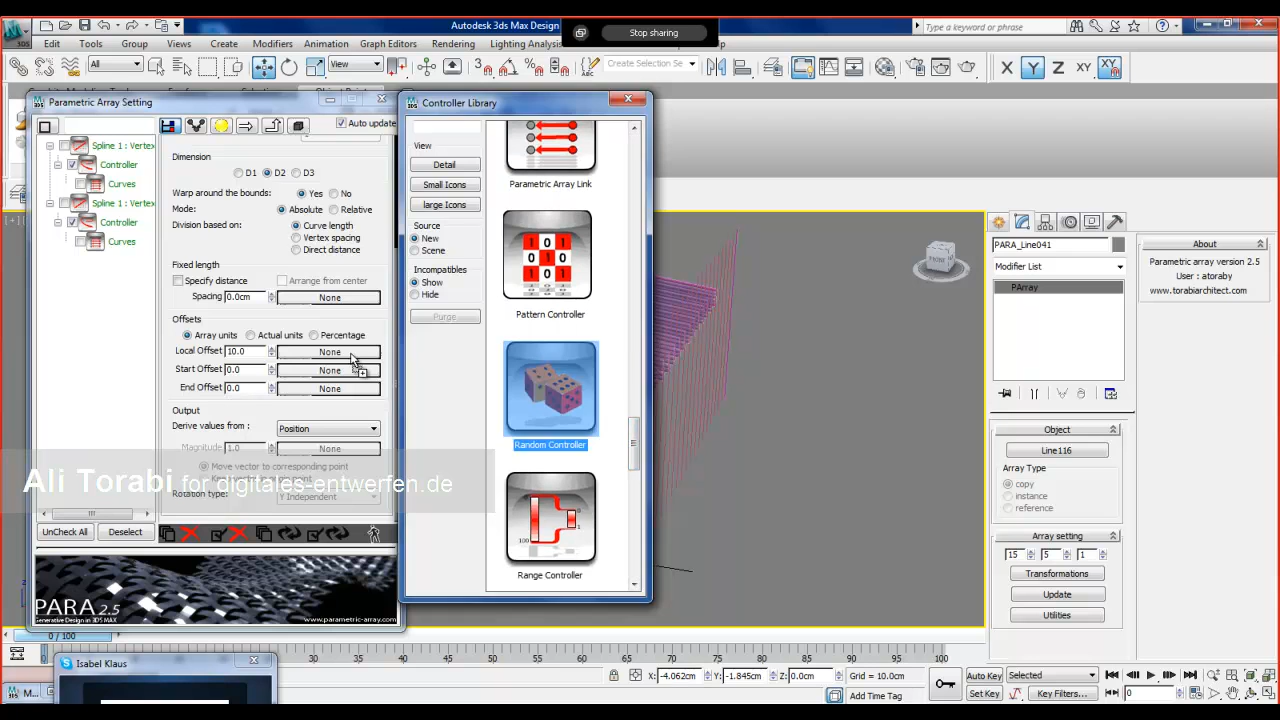 Autodesk 3ds Max Design
Stop sharing
Type a keyword or phrase
Edit Tools Group Views Create Modifiers Animation Graph Editors Rendering Lighting Analysis
All
View
Create Selection Se
X Y Z XY XY
Parametric Array Setting
Auto update
Spline 1 : Vertex
Controller
Curves
Spline 1 : Vertex
Controller
Curves
Dimension
D1 D2 D3
Warp around the bounds: Yes No
Mode: Absolute Relative
Division based on: Curve length
Vertex spacing
Direct distance
Fixed length
Specify distance Arrange from center
Spacing 0.0cm None
Offsets
Array units Actual units Percentage
Local Offset 10.0 None
Start Offset 0.0 None
End Offset 0.0 None
Output
Derive values from: Position
Magnitude 1.0 None
Move vector to corresponding point
Rotation type: Y Independent
UnCheck All Deselect
PARA 2.5
Generative Design in 3DS MAX
www.parametric-array.com
Controller Library
View
Detail
Small Icons
large Icons
Source
New
Scene
Incompatibles
Show
Hide
Purge
Parametric Array Link
Pattern Controller
Random Controller
Range Controller
Ali Torabi for digitales-entwerfen.de
PARA_Line041
Modifier List
PArray
Object
Line116
Array Type
copy
instance
reference
Array setting
15 5 1
Transformations
Update
Utilities
About
Parametric array version 2.5
User : atoraby
www.torabiarchitect.com
0 / 100
30 35 40 45 50 55 60 65 70 75 80 85 90 95 100
Isabel Klaus
X: -4.062cm Y: -1.845cm Z: 0.0cm Grid = 10.0cm
Add Time Tag
Auto Key Selected
Set Key Key Filters...
0